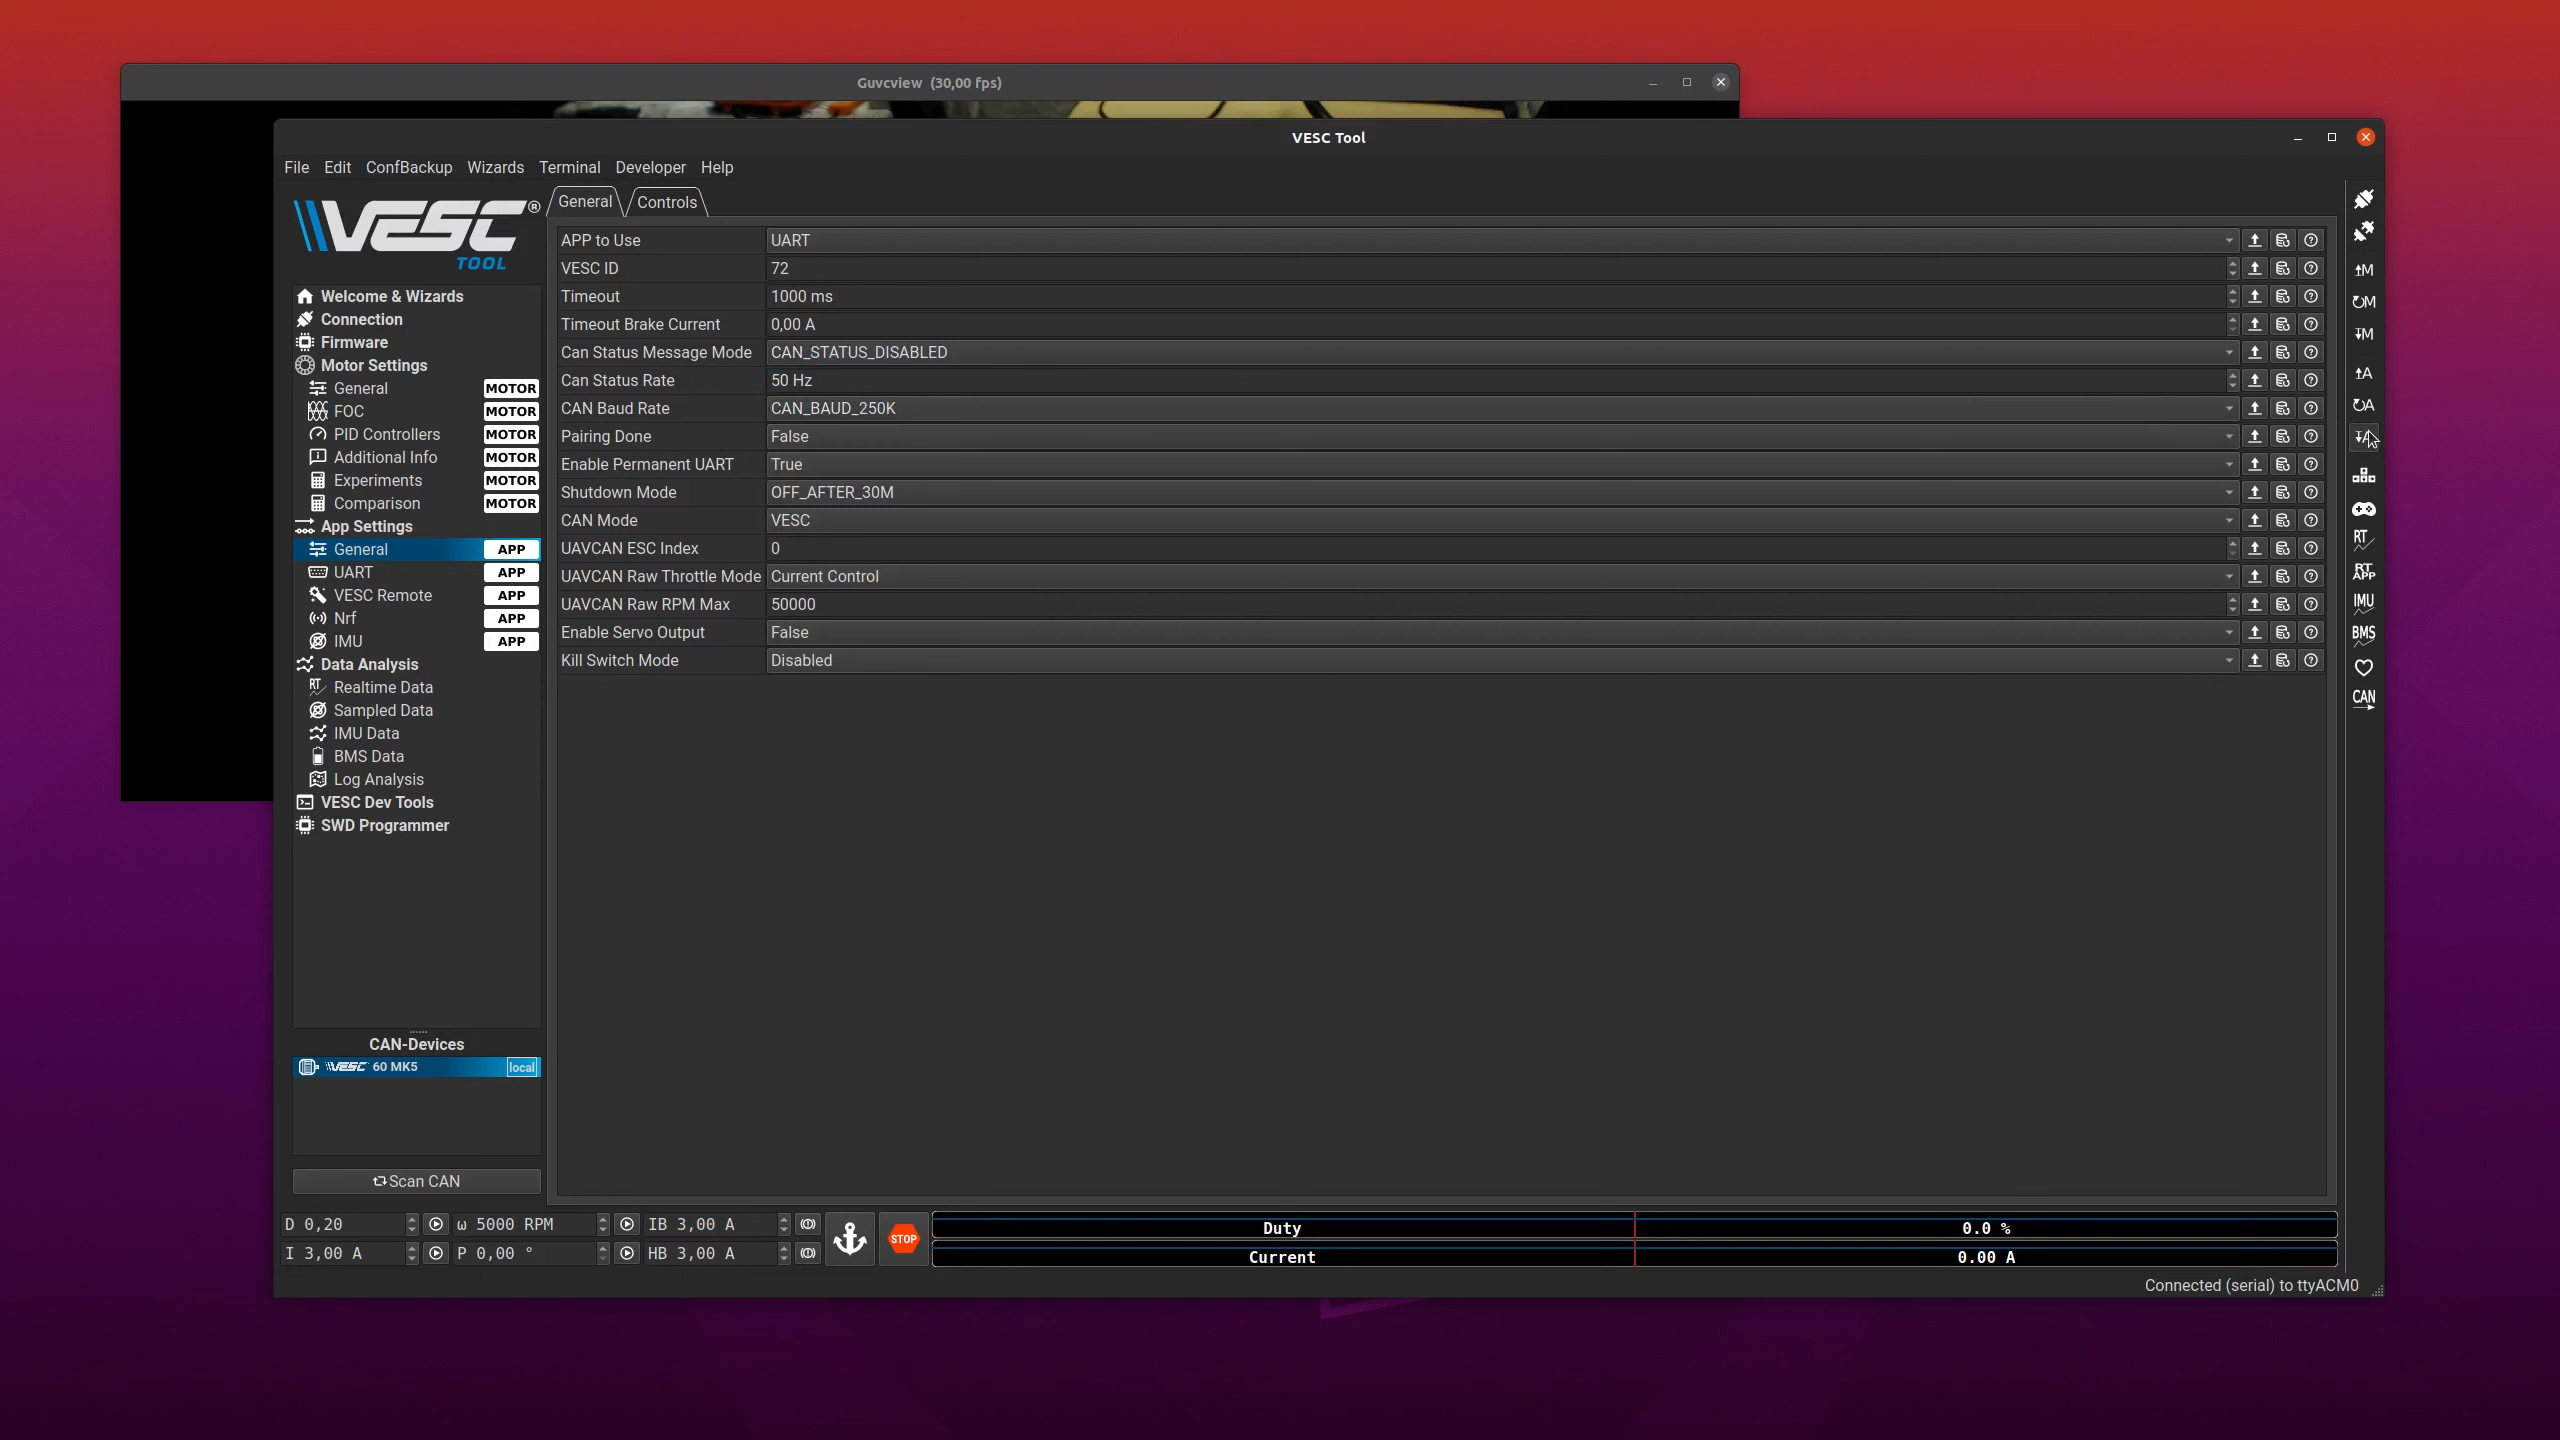 Guvcview (30,00 fps)
VESC Tool
File Edit ConfBackup Wizards Terminal Developer Help
VESC ®
TOOL
General Controls
Welcome & Wizards
Connection
Firmware
Motor Settings
General MOTOR
FOC MOTOR
PID Controllers MOTOR
Additional Info MOTOR
Experiments MOTOR
Comparison MOTOR
App Settings
General APP
UART APP
VESC Remote APP
Nrf APP
IMU APP
Data Analysis
RT Realtime Data
Sampled Data
IMU Data
BMS Data
Log Analysis
VESC Dev Tools
SWD Programmer
CAN-Devices
VESC 60 MK5 local
Scan CAN
APP to Use UART
VESC ID 72
Timeout 1000 ms
Timeout Brake Current 0,00 A
Can Status Message Mode CAN_STATUS_DISABLED
Can Status Rate 50 Hz
CAN Baud Rate CAN_BAUD_250K
Pairing Done False
Enable Permanent UART True
Shutdown Mode OFF_AFTER_30M
CAN Mode VESC
UAVCAN ESC Index 0
UAVCAN Raw Throttle Mode Current Control
UAVCAN Raw RPM Max 50000
Enable Servo Output False
Kill Switch Mode Disabled
M
M
M
A
A
A
RT
RT
APP
IMU
BMS
CAN
D 0,20 ω 5000 RPM IB 3,00 A
I 3,00 A P 0,00 ° HB 3,00 A
STOP
Duty 0.0 %
Current 0.00 A
Connected (serial) to ttyACM0